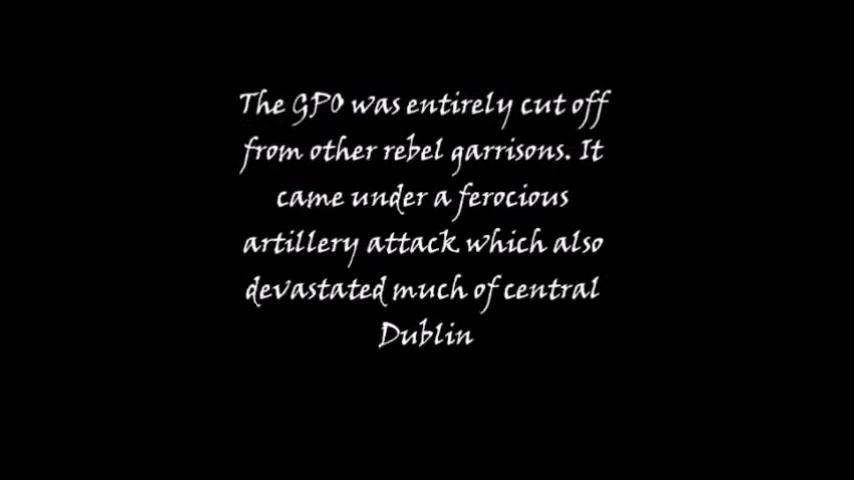 The GPO was entirely cut off
from other rebel garrisons. It
came under a ferocious
artillery attack which also
devastated much of central
Dublin